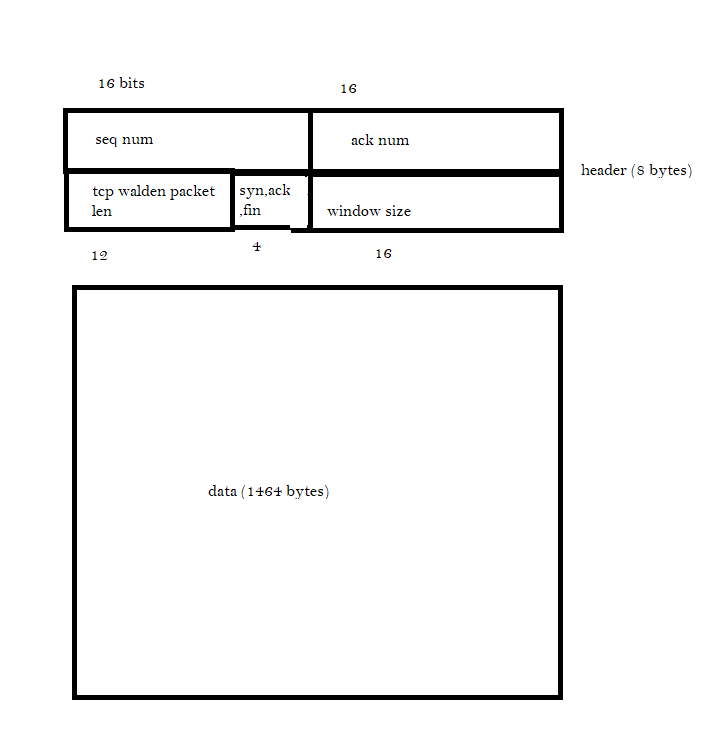 16 bits
16
seq num
ack num
header (8 bytes)
tcp walden packet
len
syn,ack
,fin
window size
12
4
16
data (1464 bytes)